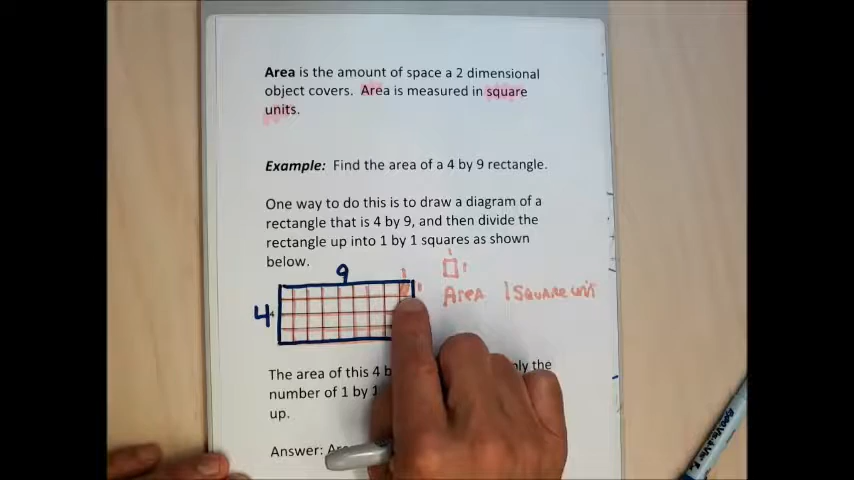 Area is the amount of space a 2 dimensional
object covers. Area is measured in square
units.
Example: Find the area of a 4 by 9 rectangle.
One way to do this is to draw a diagram of a
rectangle that is 4 by 9, and then divide the
rectangle up into 1 by 1 squares as shown
below.
1
9 1 1
4 1 Area 1 Square unit
The area of this 4 the
number of 1 by 1
up.
Answer: